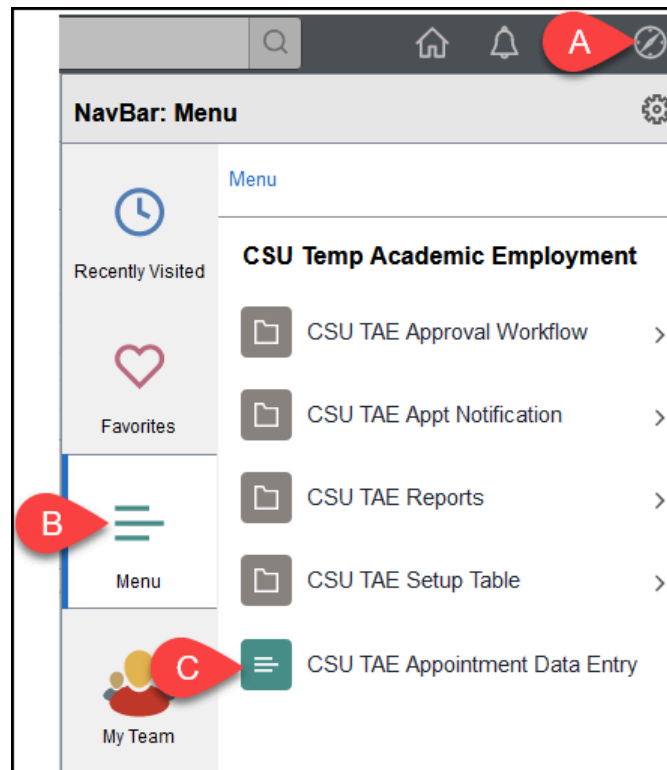 A
NavBar: Menu
Recently Visited
Favorites
B
Menu
My Team
Menu
CSU Temp Academic Employment
CSU TAE Approval Workflow
CSU TAE Appt Notification
CSU TAE Reports
CSU TAE Setup Table
C
CSU TAE Appointment Data Entry